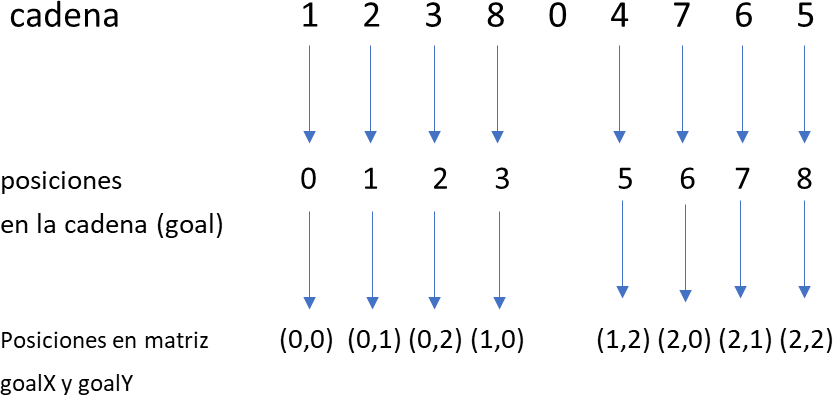 cadena 1 2 3 8 0 4 7 6 5
posiciones 0 1 2 3 5 6 7 8
en la cadena (goal)
Posiciones en matriz (0,0) (0,1) (0,2) (1,0) (1,2) (2,0) (2,1) (2,2)
goalX y goalY